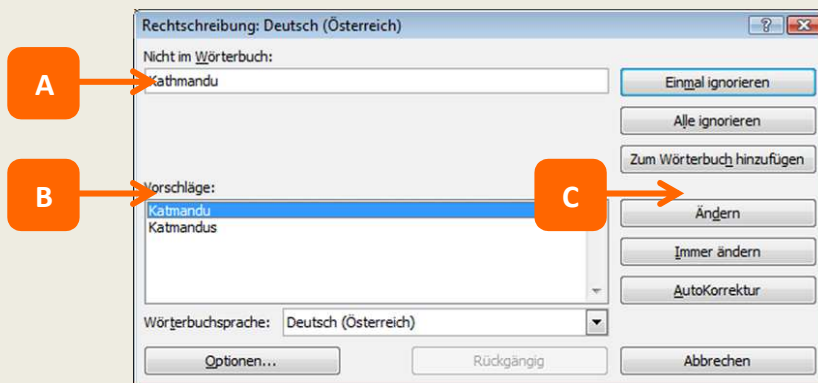 Rechtschreibung: Deutsch (Österreich)
Nicht im Wörterbuch:
A
Kathmandu
Einmal ignorieren
Alle ignorieren
Zum Wörterbuch hinzufügen
B
Vorschläge:
C
Katmandu
Katmandus
Ändern
Immer ändern
AutoKorrektur
Wörterbuchsprache: Deutsch (Österreich)
Optionen... Rückgängig Abbrechen